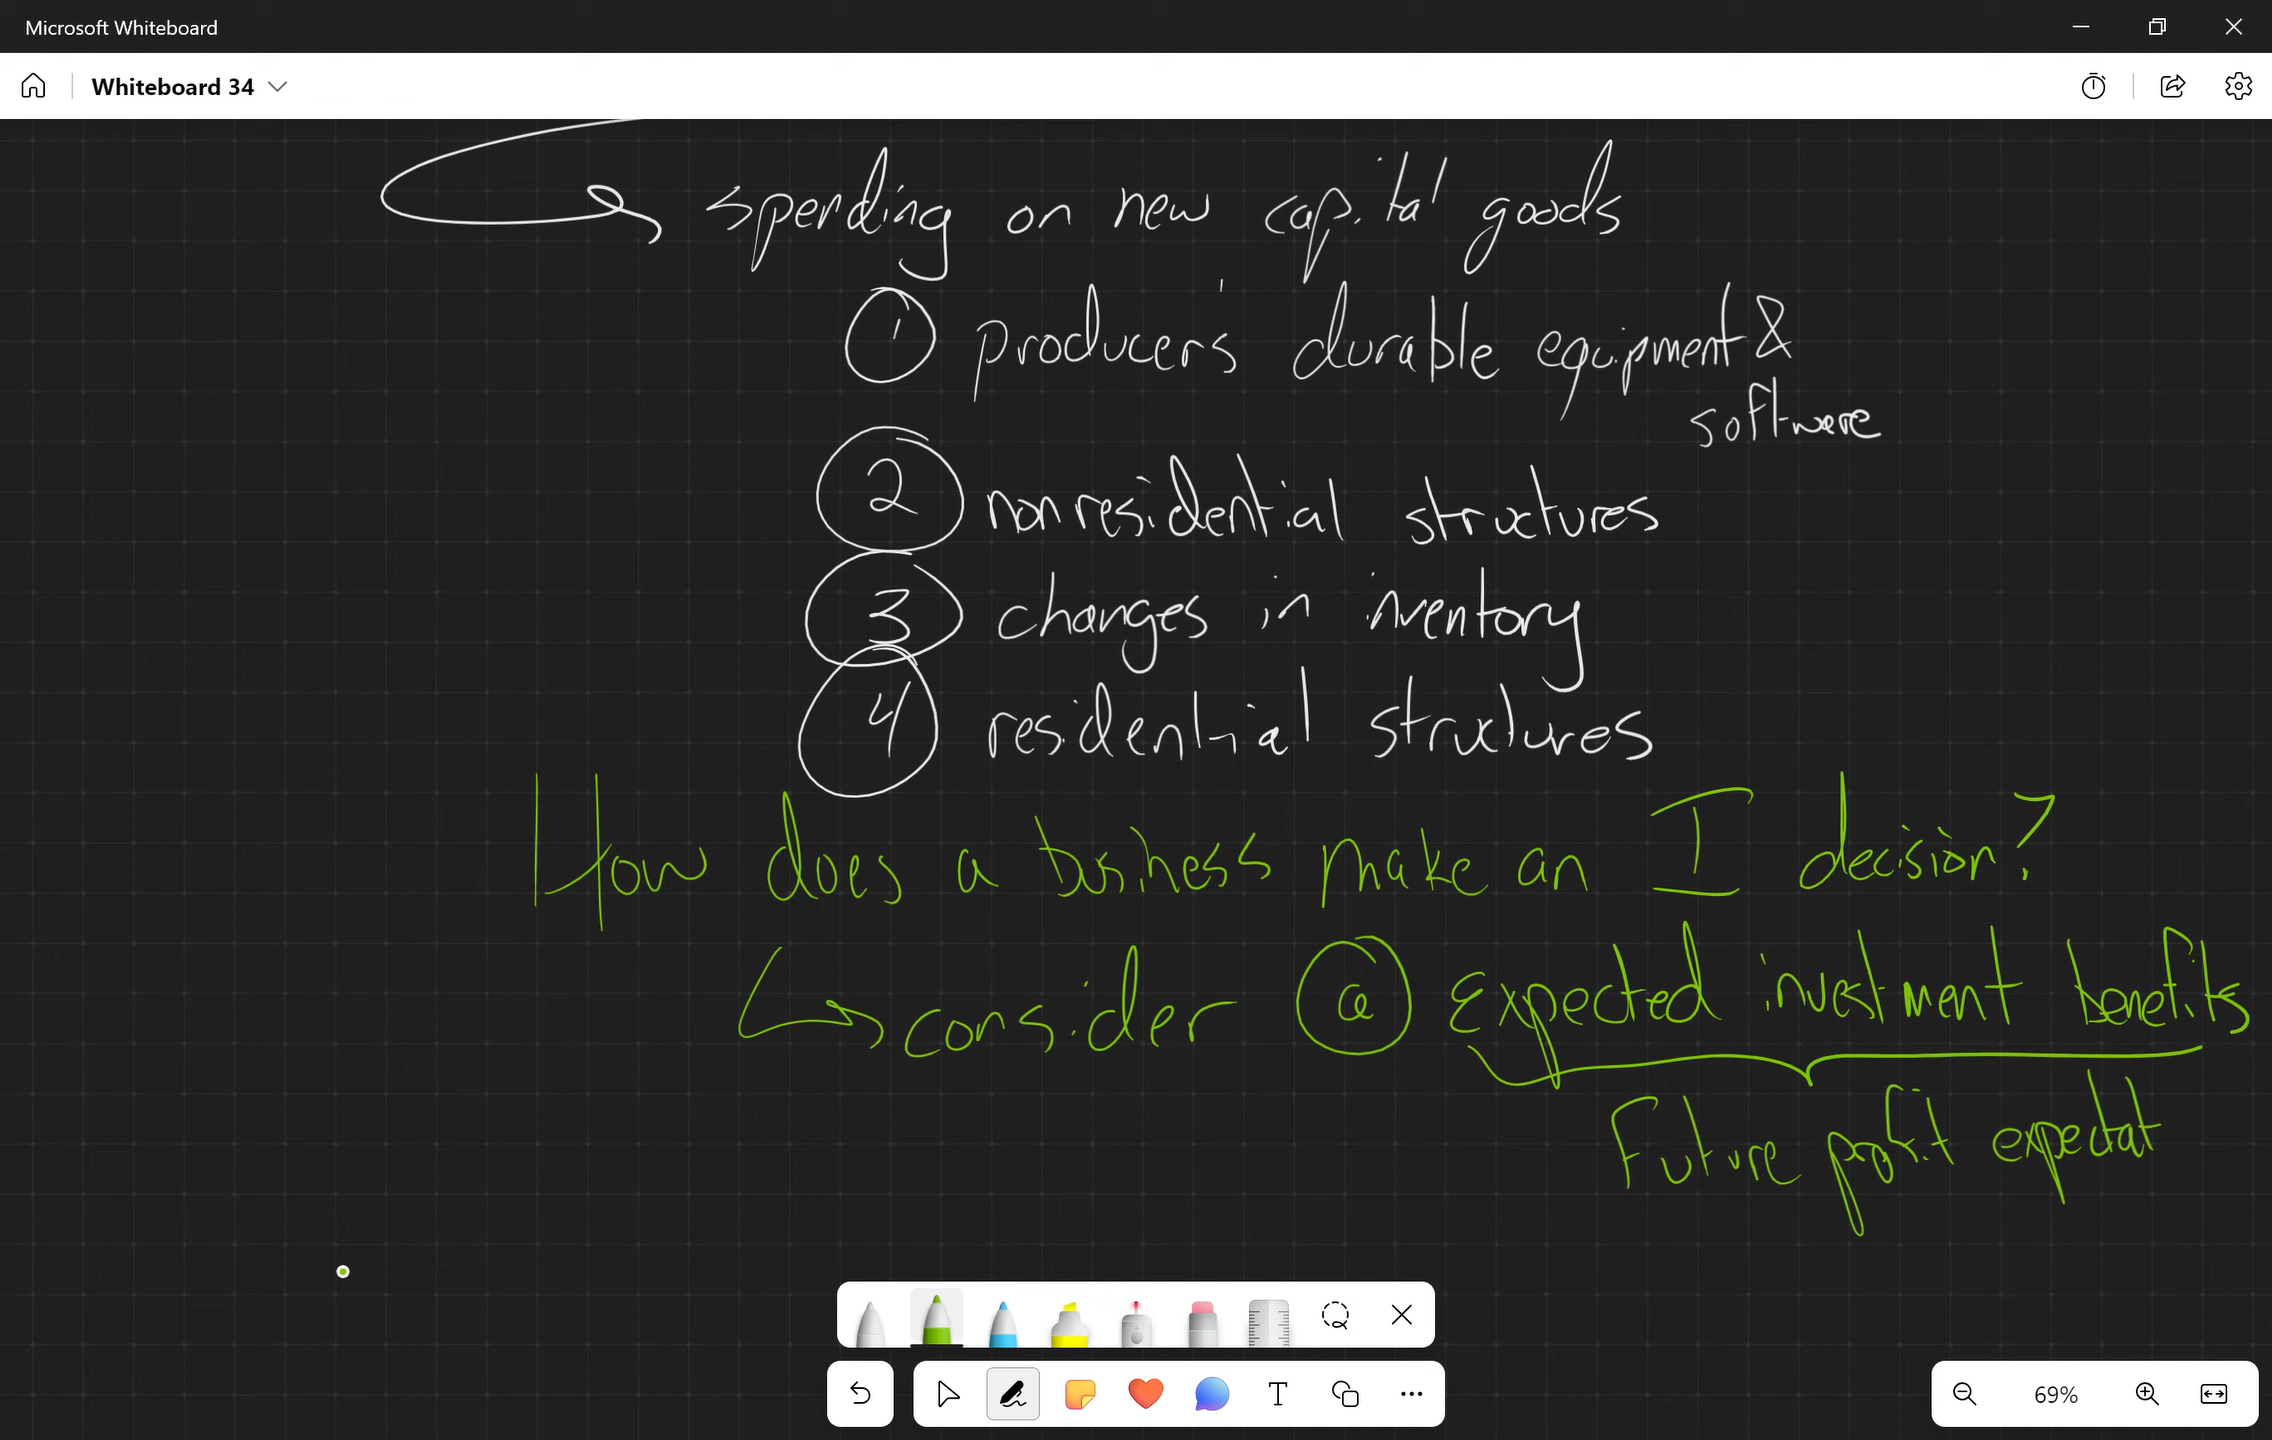 Microsoft Whiteboard
Whiteboard 34
spending on new capital goods
1 producer's durable equipment &
software
2 nonresidential structures
3 changes in inventory
4 residential structures
How does a business make an I decision?
consider a Expected investment benefits
Future profit expectat
T
69%